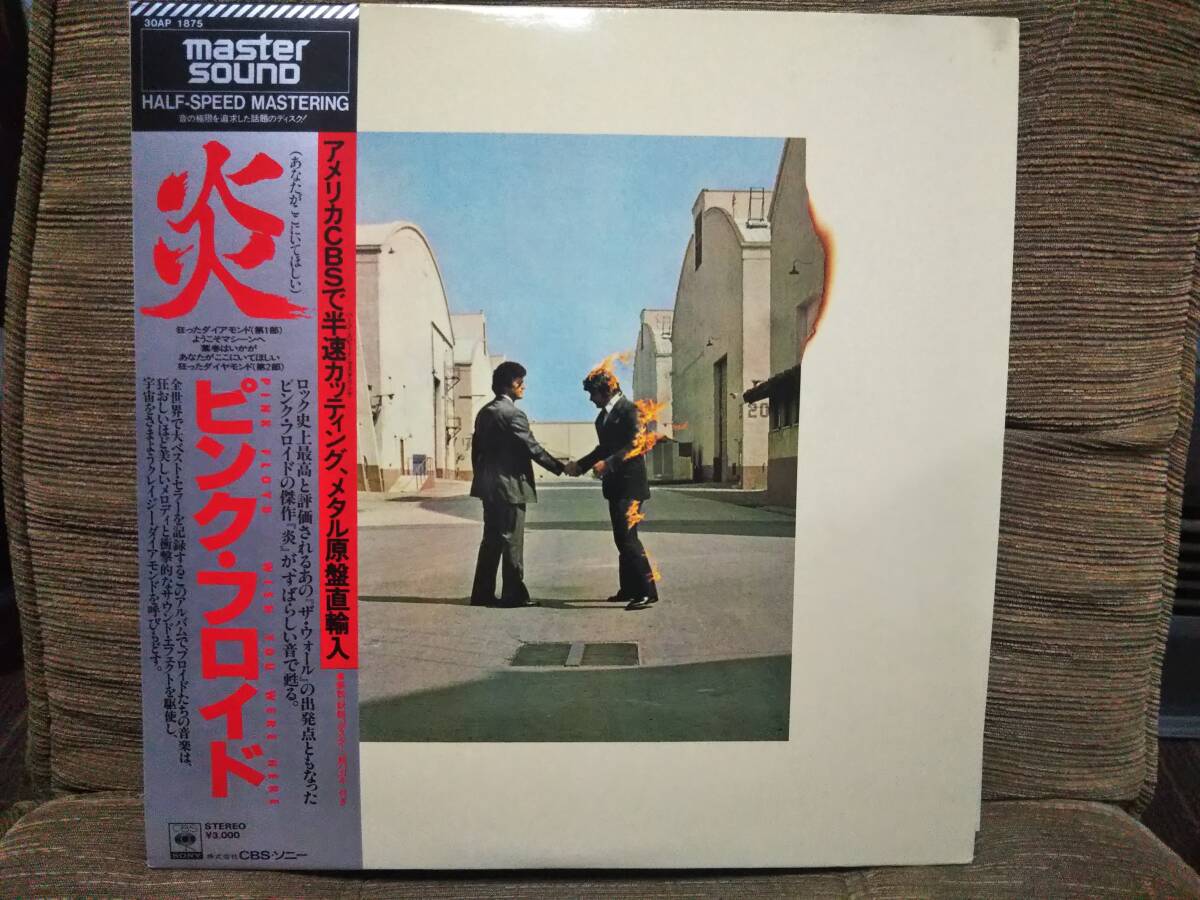 30AP 1875
master
SOUND
HALF-SPEED MASTERING
音の極限を追求した話題のディスク!
炎
(あなたがここにいてほしい)
狂ったダイアモンド(第1部)
ようこそマシーンへ
葉巻はいかが
あなたがここにいてほしい
狂ったダイヤモンド(第2部)
アメリカCBSで半速カッティング、メタル原盤直輸入
ロック史上最高と評価されるあの『ザ・ウォール』の出発点ともなった
ピンク・フロイドの傑作『炎』が、すばらしい音で甦る。
PINK FLOYD WISH YOU WERE HERE
ピンク・フロイド
全世界で大ベスト・セラーを記録するこのアルバムで、フロイドたちの音楽は、
狂おしいほど美しいメロディと衝撃的なサウンド・エフェクトを駆使し、
宇宙をさまようクレイジー・ダイアモンドを呼びもどす。
CBS
SONY
STEREO
¥3,000
株式会社CBS・ソニー
20